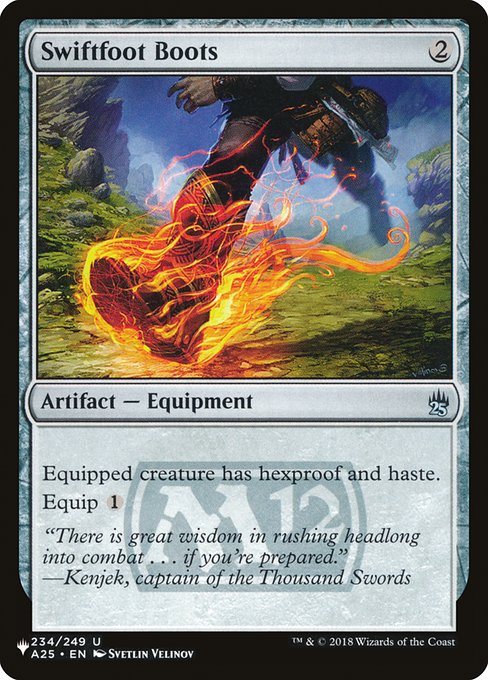 Swiftfoot Boots 2
Velinov
Artifact — Equipment
25
Equipped creature has hexproof and haste.
Equip 1
M12
“There is great wisdom in rushing headlong
into combat . . . if you’re prepared.”
—Kenjek, captain of the Thousand Swords
234/249 U
A25 • EN Svetlin Velinov
™ & © 2018 Wizards of the Coast